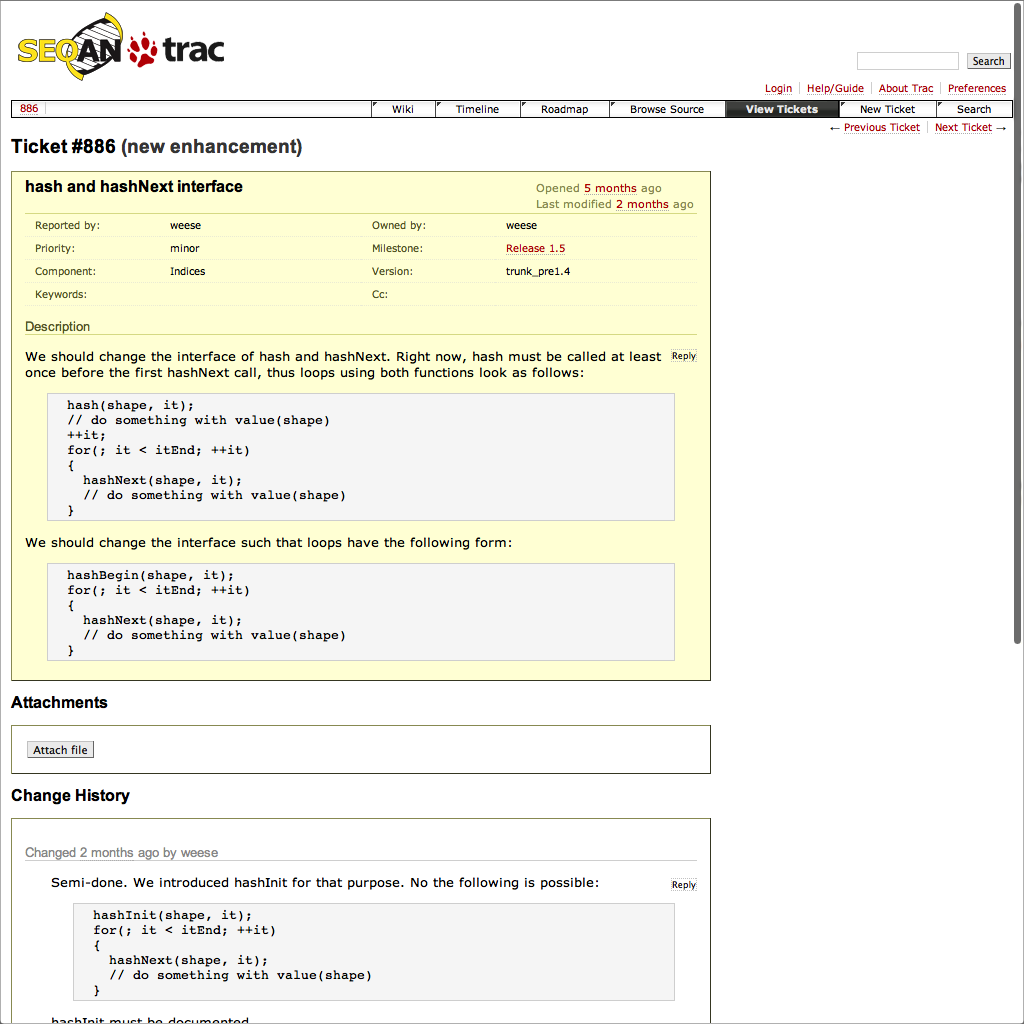 SEQAN trac
Search
Login Help/Guide About Trac Preferences
886 Wiki Timeline Roadmap Browse Source View Tickets New Ticket Search
← Previous Ticket Next Ticket →
Ticket #886 (new enhancement)
hash and hashNext interface
Opened 5 months ago
Last modified 2 months ago
Reported by: weese Owned by: weese
Priority: minor Milestone: Release 1.5
Component: Indices Version: trunk_pre1.4
Keywords: Cc:
Description
We should change the interface of hash and hashNext. Right now, hash must be called at least Reply
once before the first hashNext call, thus loops using both functions look as follows:
hash(shape, it);
// do something with value(shape)
++it;
for(; it < itEnd; ++it)
{
hashNext(shape, it);
// do something with value(shape)
}
We should change the interface such that loops have the following form:
hashBegin(shape, it);
for(; it < itEnd; ++it)
{
hashNext(shape, it);
// do something with value(shape)
}
Attachments
Attach file
Change History
Changed 2 months ago by weese
Semi-done. We introduced hashInit for that purpose. No the following is possible: Reply
hashInit(shape, it);
for(; it < itEnd; ++it)
{
hashNext(shape, it);
// do something with value(shape)
}
hashInit must be documented